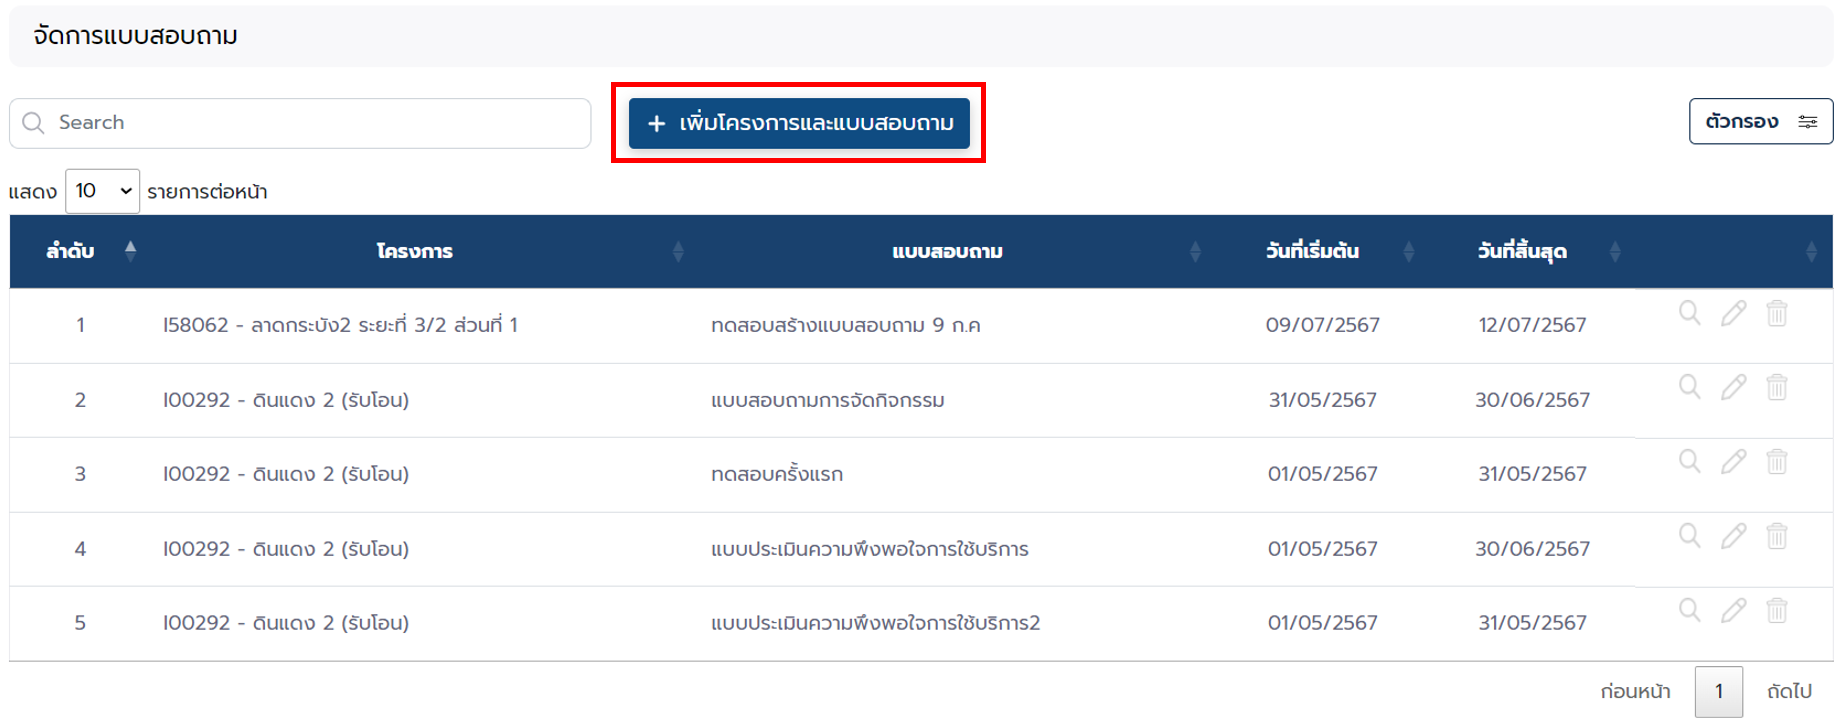 จัดการแบบสอบถาม
Search
+ เพิ่มโครงการและแบบสอบถาม
ตัวกรอง
แสดง 10 รายการต่อหน้า
ลำดับ โครงการ แบบสอบถาม วันที่เริ่มต้น วันที่สิ้นสุด
1 I58062 - ลาดกระบัง2 ระยะที่ 3/2 ส่วนที่ 1 ทดสอบสร้างแบบสอบถาม 9 ก.ค 09/07/2567 12/07/2567
2 I00292 - ดินแดง 2 (รับโอน) แบบสอบถามการจัดกิจกรรม 31/05/2567 30/06/2567
3 I00292 - ดินแดง 2 (รับโอน) ทดสอบครั้งแรก 01/05/2567 31/05/2567
4 I00292 - ดินแดง 2 (รับโอน) แบบประเมินความพึงพอใจการใช้บริการ 01/05/2567 30/06/2567
5 I00292 - ดินแดง 2 (รับโอน) แบบประเมินความพึงพอใจการใช้บริการ2 01/05/2567 31/05/2567
ก่อนหน้า 1 ถัดไป